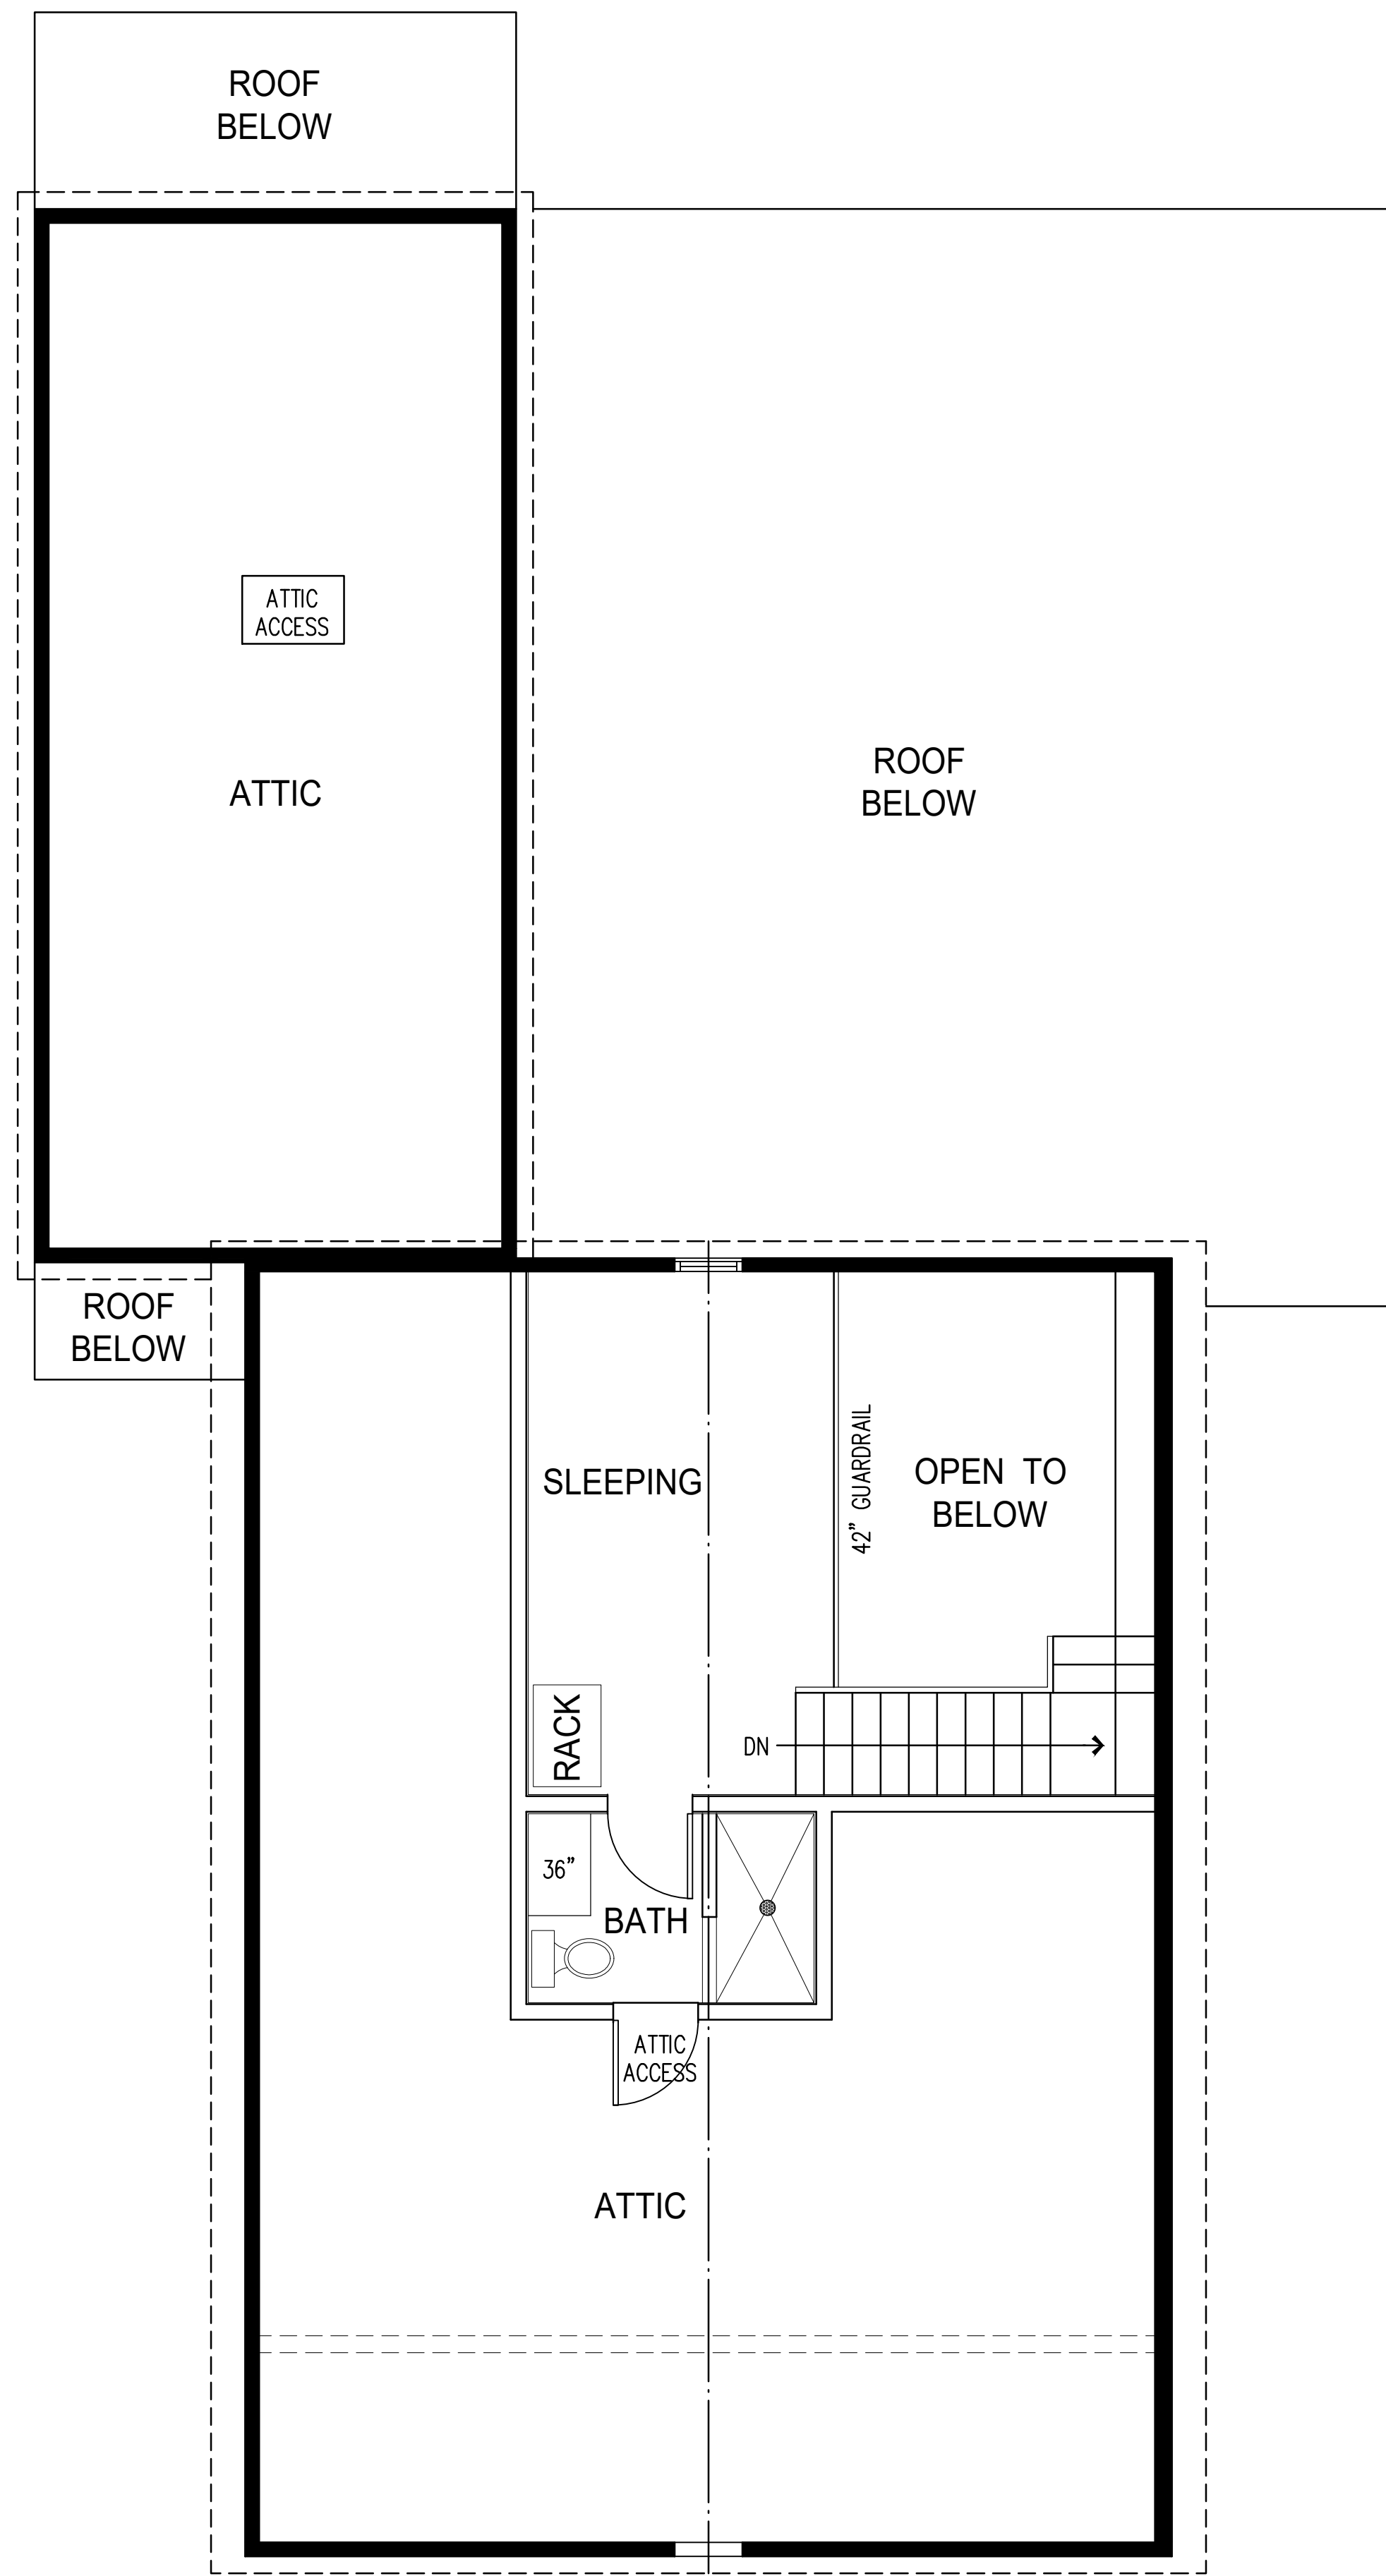 ROOF
BELOW
ATTIC
ACCESS
ATTIC
ROOF
BELOW
ROOF
BELOW
SLEEPING
42” GUARDRAIL
OPEN TO
BELOW
RACK
DN
36”
BATH
ATTIC
ACCESS
ATTIC